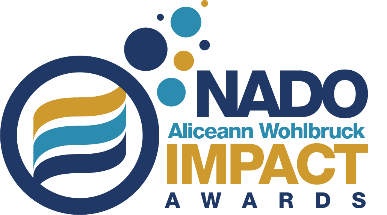 NADO
Aliceann Wohlbruck
IMPACT
AWARDS